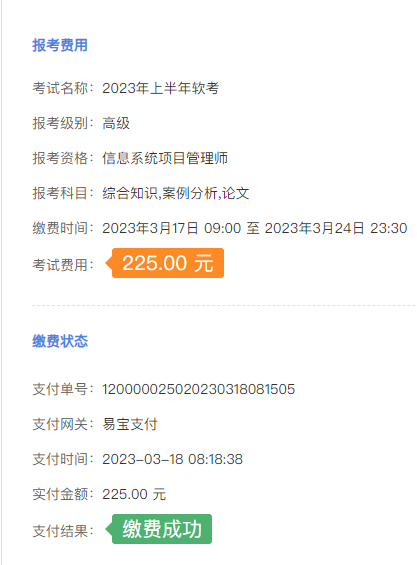 报考费用
考试名称：2023年上半年软考
报考级别：高级
报考资格：信息系统项目管理师
报考科目：综合知识,案例分析,论文
缴费时间：2023年3月17日 09:00 至 2023年3月24日 23:30
考试费用：225.00 元
缴费状态
支付单号：120000025020230318081505
支付网关：易宝支付
支付时间：2023-03-18 08:18:38
实付金额：225.00 元
支付结果：缴费成功